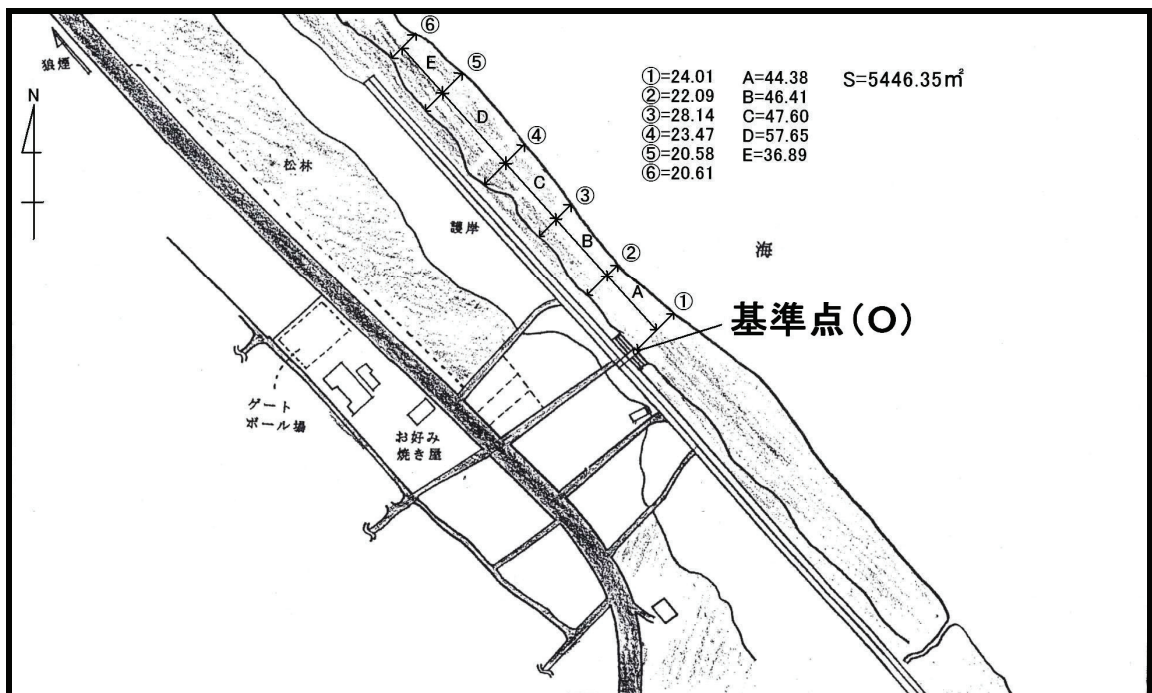 ⑥
E
⑤
D
④
C
③
B
②
A
①
①=24.01 A=44.38 S=5446.35㎡
②=22.09 B=46.41
③=28.14 C=47.60
④=23.47 D=57.65
⑤=20.58 E=36.89
⑥=20.61
狼煙
N
松林
護岸
海
基準点(O)
ゲート
ボール場
お好み
焼き屋